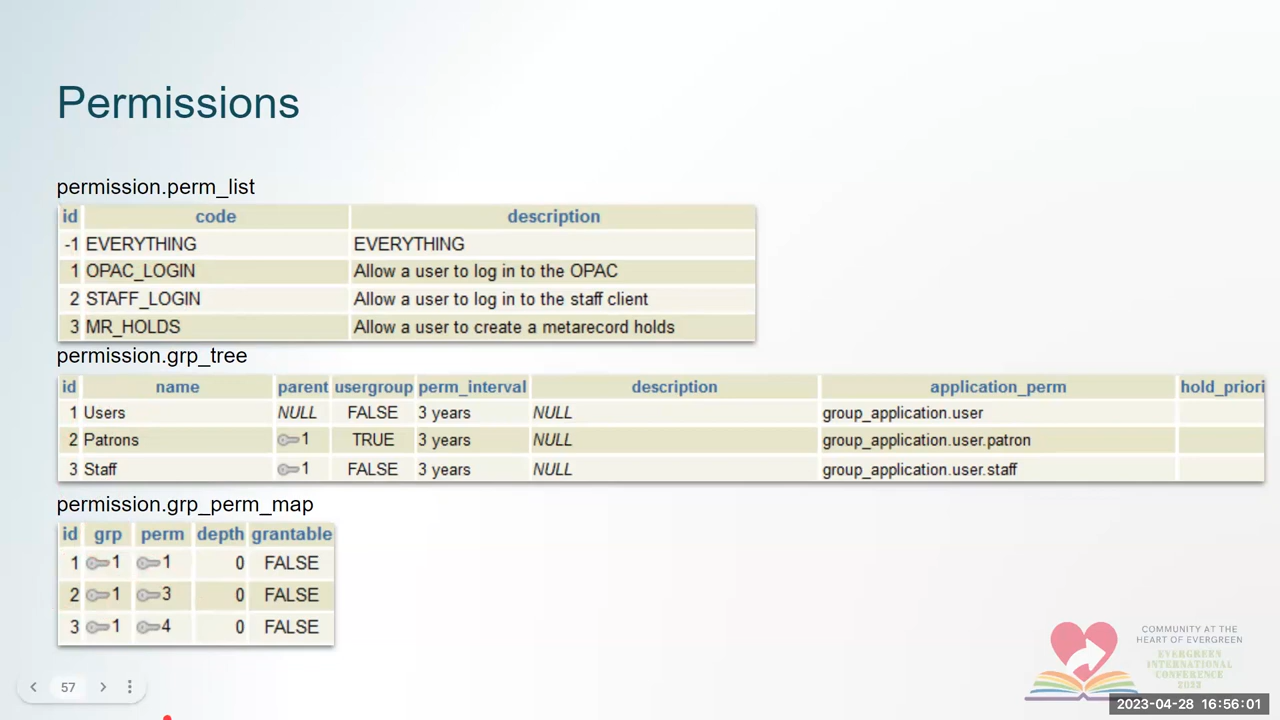 Permissions
permission.perm_list
id code description
-1 EVERYTHING EVERYTHING
1 OPAC_LOGIN Allow a user to log in to the OPAC
2 STAFF_LOGIN Allow a user to log in to the staff client
3 MR_HOLDS Allow a user to create a metarecord holds
permission.grp_tree
id name parent usergroup perm_interval description application_perm hold_priori
1 Users NULL FALSE 3 years NULL group_application.user
2 Patrons 1 TRUE 3 years NULL group_application.user.patron
3 Staff 1 FALSE 3 years NULL group_application.user.staff
permission.grp_perm_map
id grp perm depth grantable
1 1 1 0 FALSE
2 1 3 0 FALSE
3 1 4 0 FALSE
COMMUNITY AT THE
HEART OF EVERGREEN
EVERGREEN
INTERNATIONAL
CONFERENCE
2023
57
2023-04-28 16:56:01